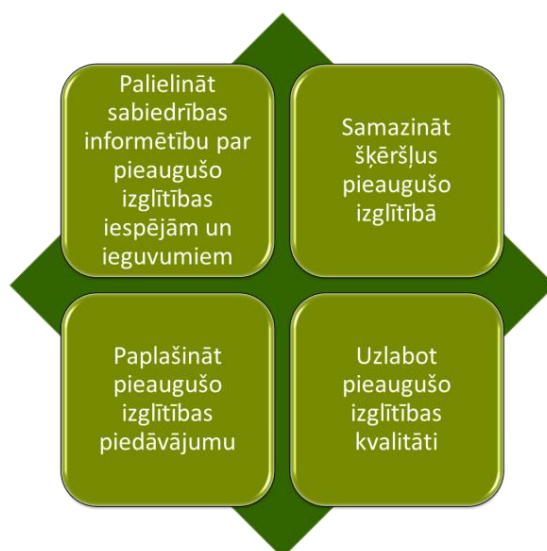 Palielināt
sabiedrības
informētību par
pieaugušo
izglītības
iespējām un
ieguvumiem
Samazināt
šķēršļus
pieaugušo
izglītībā
Paplašināt
pieaugušo
izglītības
piedāvājumu
Uzlabot
pieaugušo
izglītības
kvalitāti